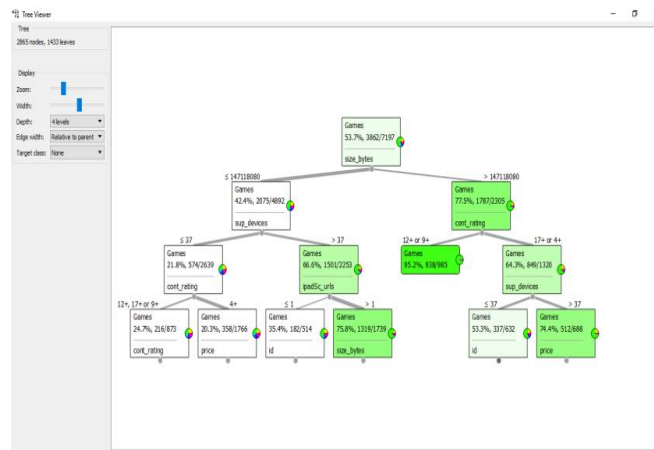 Tree Viewer
Tree
2865 nodes, 1433 leaves
Display
Zoom:
Width:
Depth: 4 levels
Edge width: Relative to parent
Target class: None
Games
53.7%, 3862/7197
size_bytes
≤ 147118080
> 147118080
Games
42.4%, 2075/4892
sup_devices
Games
77.5%, 1787/2305
cont_rating
≤ 37
> 37
12+ or 9+
17+ or 4+
Games
21.8%, 574/2639
cont_rating
Games
66.6%, 1501/2253
ipadSc_urls
Games
95.2%, 938/985
Games
64.3%, 849/1320
sup_devices
12+, 17+ or 9+
4+
≤ 1
> 1
≤ 37
> 37
Games
24.7%, 216/873
cont_rating
Games
20.3%, 358/1766
price
Games
35.4%, 182/514
id
Games
75.8%, 1319/1739
size_bytes
Games
53.3%, 337/632
id
Games
74.4%, 512/688
price